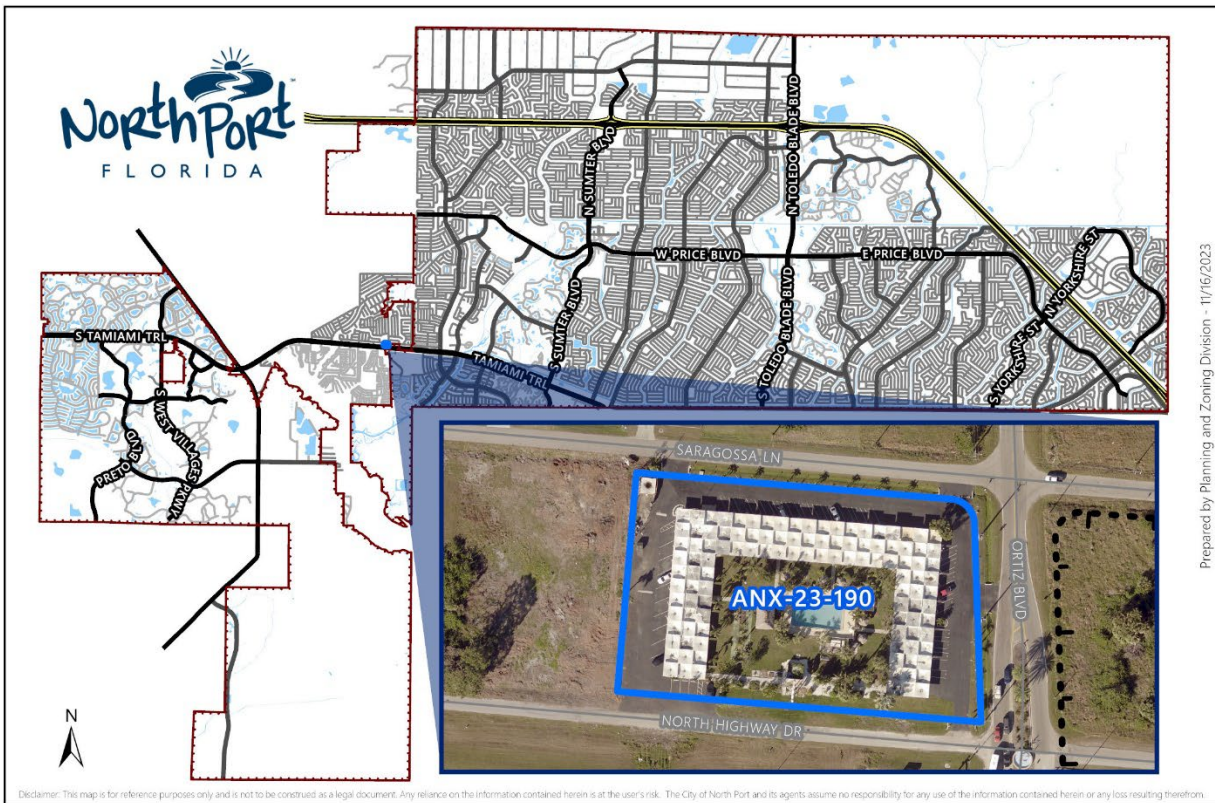 NorthPort
FLORIDA
N SUMTER BLVD
N TOLEDO BLADE BLVD
W PRICE BLVD
E PRICE BLVD
N YORKSHIRE ST
S YORKSHIRE ST
S TAMIAMI TRL
TAMIAMI TRL
S SUMTER BLVD
S TOLEDO BLADE BLVD
S WEST VILLAGES PKWY
PRETO BLVD
SARAGOSSA LN
ORTIZ BLVD
ANX-23-190
NORTH HIGHWAY DR
N
Prepared by Planning and Zoning Division - 11/16/2023
Disclaimer: This map is for reference purposes only and is not to be construed as a legal document. Any reliance on the information contained herein is at the user's risk. The City of North Port and its agents assume no responsibility for any use of the information contained herein or any loss resulting therefrom.